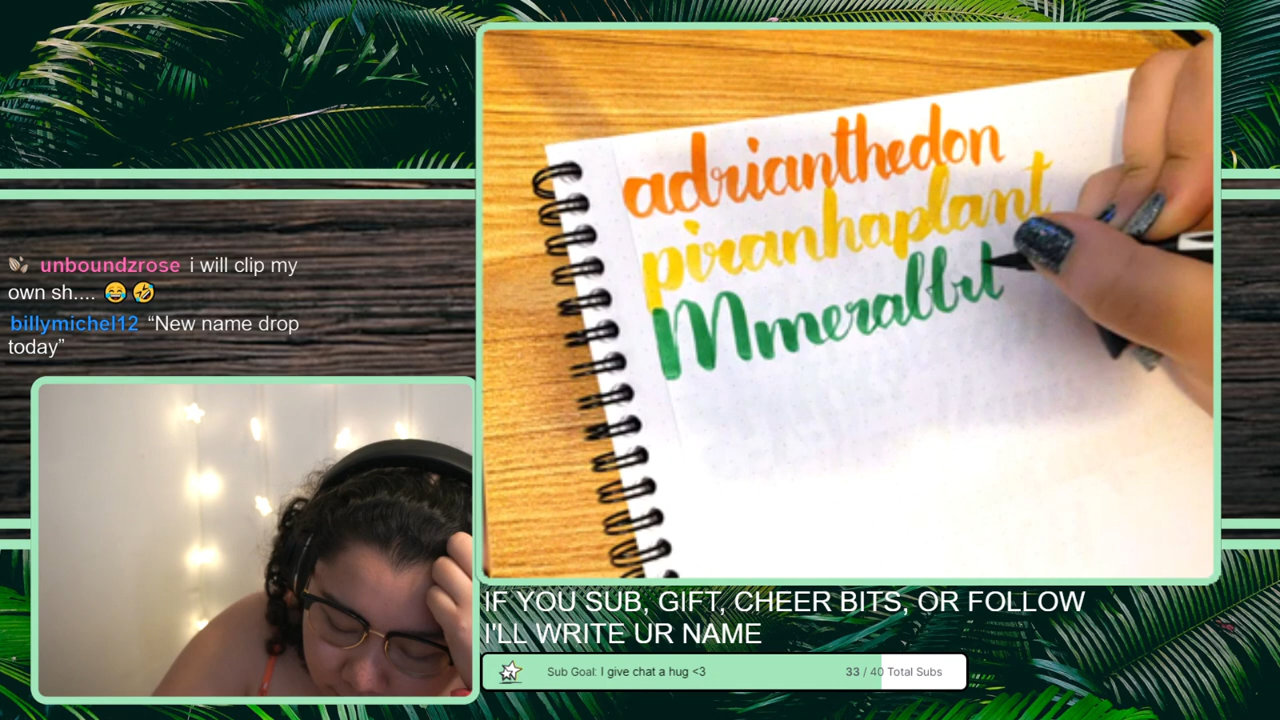 unboundzrose i will clip my
own sh.... 😂🤣
billymichel12 “New name drop
today”
adrianthedon
piranhaplant
Mmerabbit
IF YOU SUB, GIFT, CHEER BITS, OR FOLLOW
I'LL WRITE UR NAME
Sub Goal: I give chat a hug <3 33 / 40 Total Subs